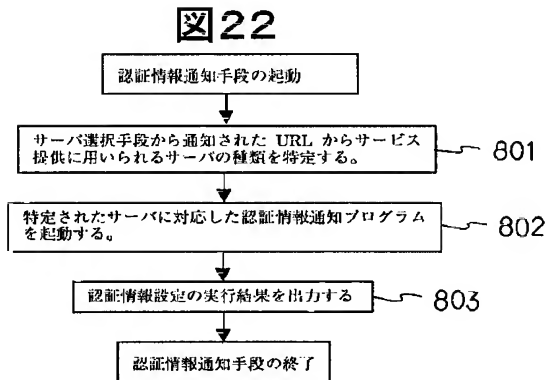 図22
認証情報通知手段の起動
サーバ選択手段から通知された URL からサービス
提供に用いられるサーバの種類を特定する。
801
特定されたサーバに対応した認証情報通知プログラム
を起動する。
802
認証情報設定の実行結果を出力する
803
認証情報通知手段の終了